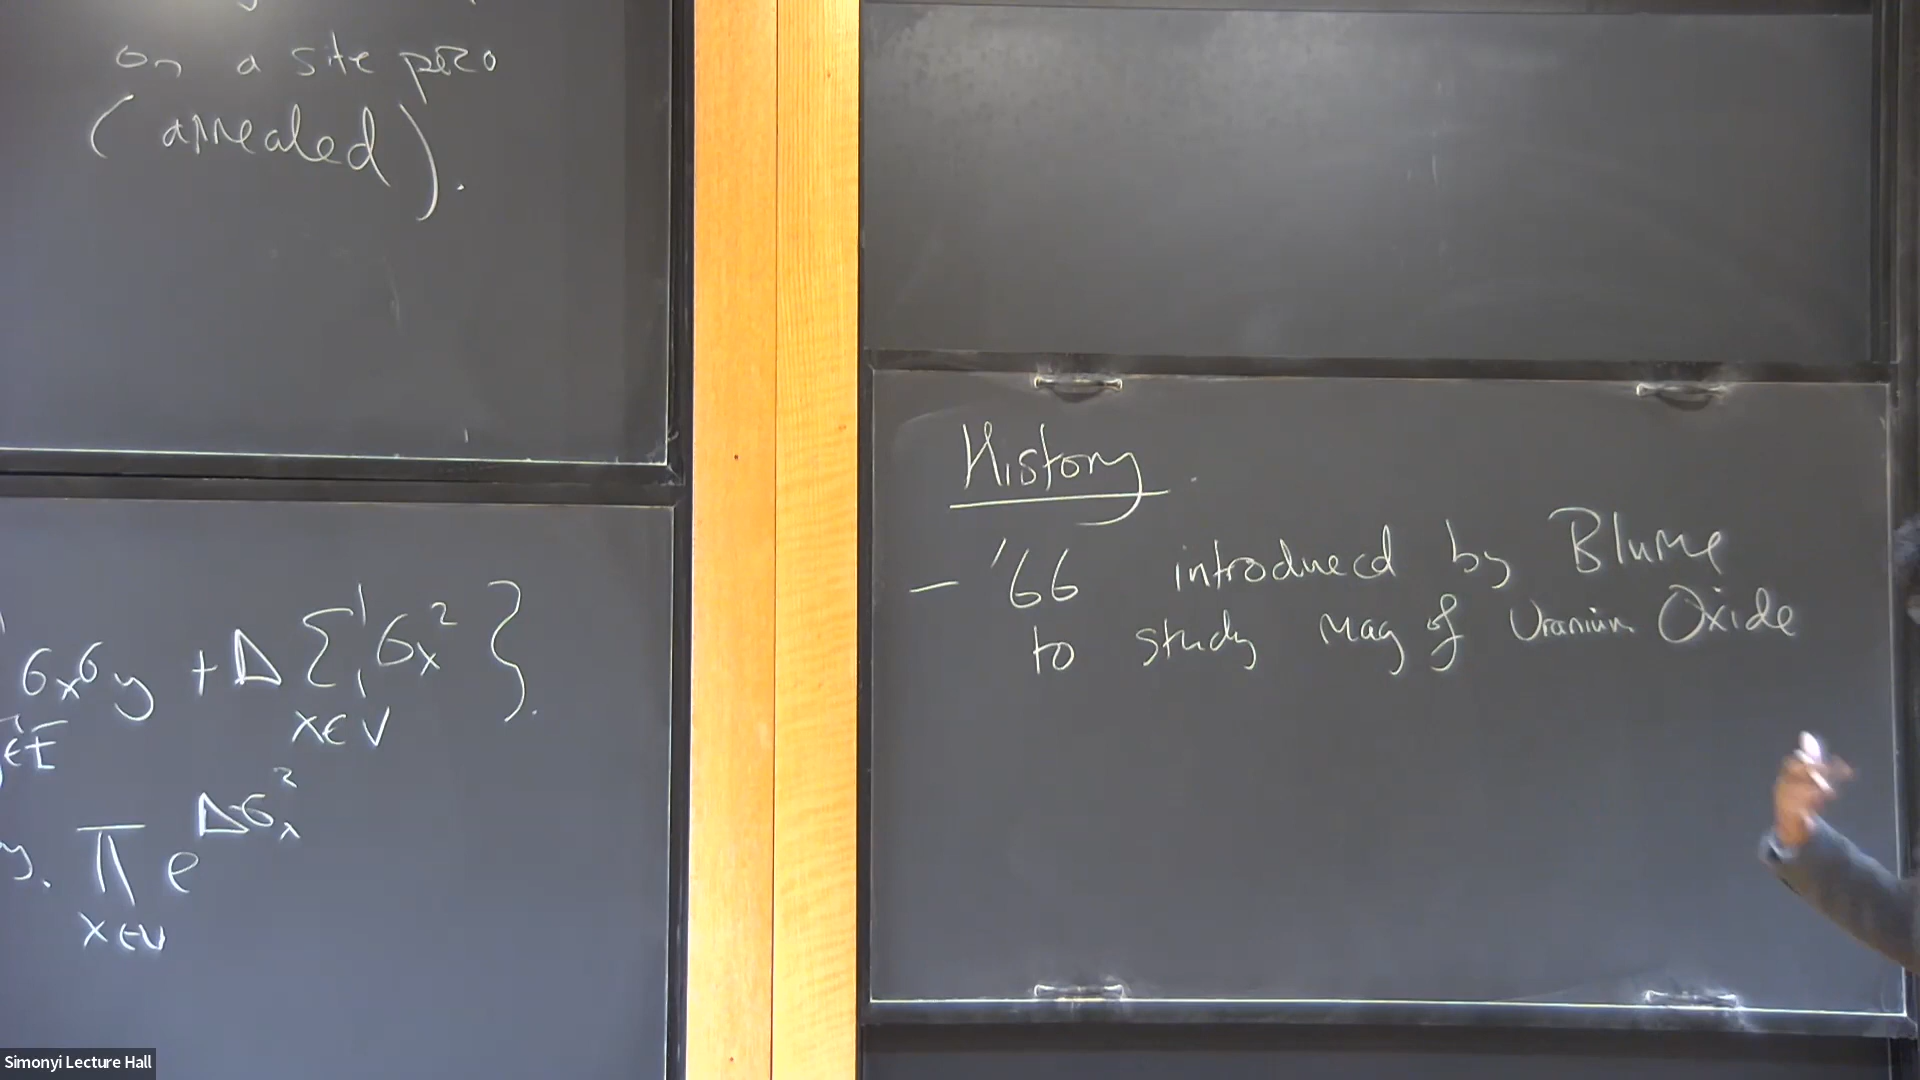 on a site perco
(annealed).
σxσy + Δ Σ σx² }.
x∈V
∈E
y. ∏ e^Δσx²
x∈V
History.
– '66 introduced by Blume
to study mag of Uranium Oxide
Simonyi Lecture Hall